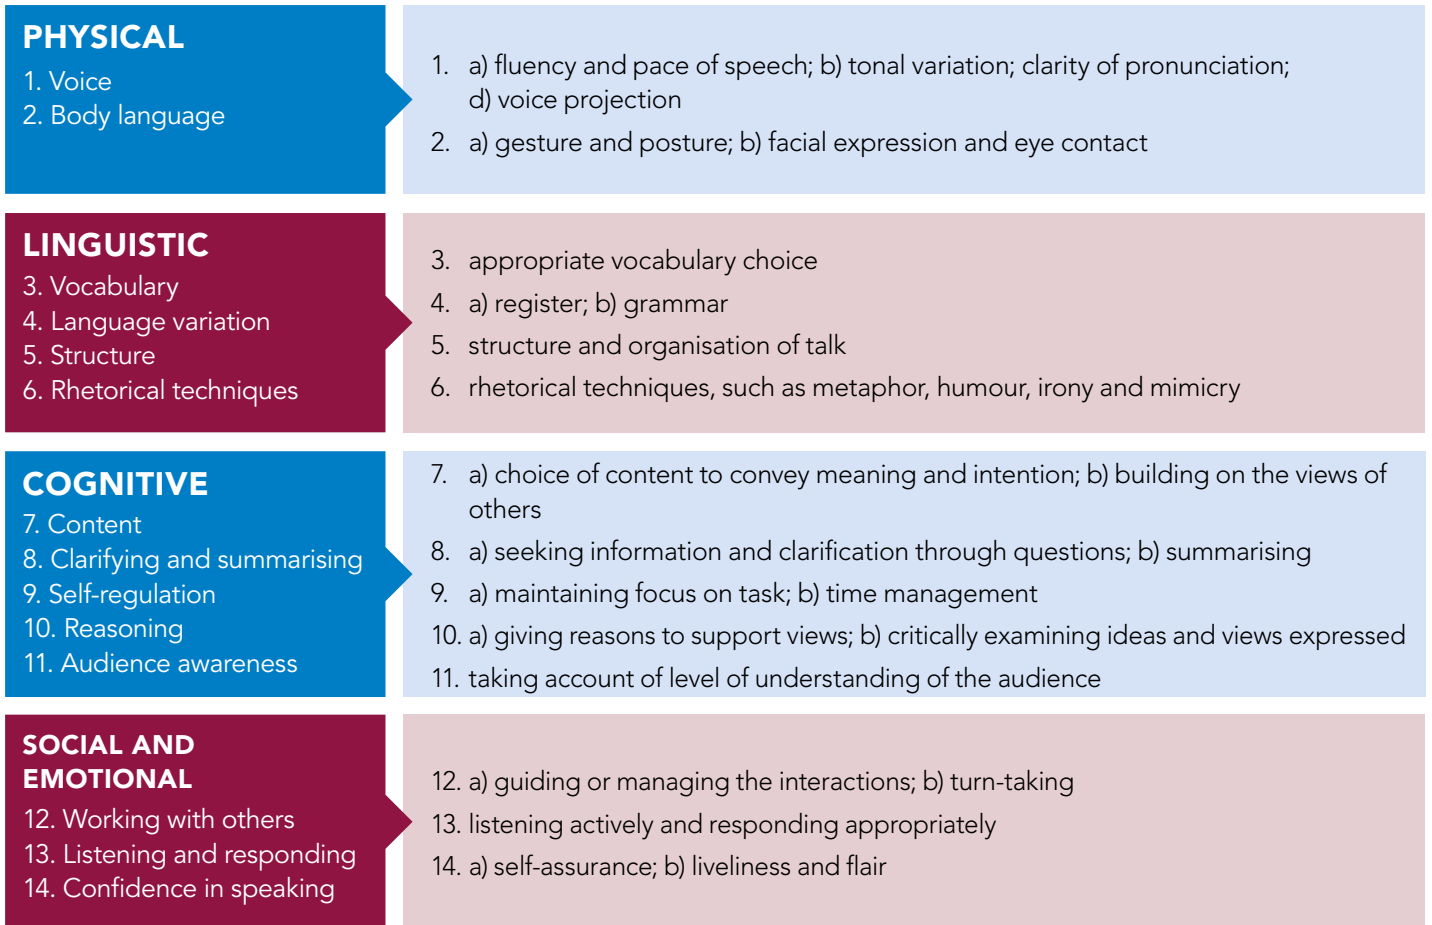 PHYSICAL
1. Voice
2. Body language
1. a) fluency and pace of speech; b) tonal variation; clarity of pronunciation;
d) voice projection
2. a) gesture and posture; b) facial expression and eye contact
LINGUISTIC
3. Vocabulary
4. Language variation
5. Structure
6. Rhetorical techniques
3. appropriate vocabulary choice
4. a) register; b) grammar
5. structure and organisation of talk
6. rhetorical techniques, such as metaphor, humour, irony and mimicry
COGNITIVE
7. Content
8. Clarifying and summarising
9. Self-regulation
10. Reasoning
11. Audience awareness
7. a) choice of content to convey meaning and intention; b) building on the views of
others
8. a) seeking information and clarification through questions; b) summarising
9. a) maintaining focus on task; b) time management
10. a) giving reasons to support views; b) critically examining ideas and views expressed
11. taking account of level of understanding of the audience
SOCIAL AND
EMOTIONAL
12. Working with others
13. Listening and responding
14. Confidence in speaking
12. a) guiding or managing the interactions; b) turn-taking
13. listening actively and responding appropriately
14. a) self-assurance; b) liveliness and flair